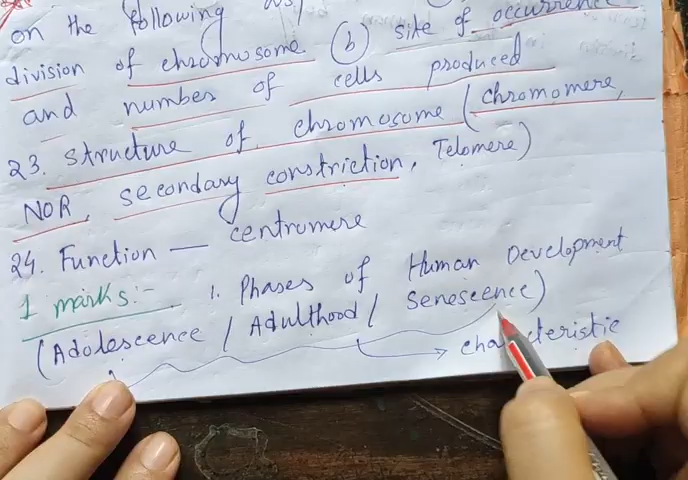 on the following
division of chromosome (b) site of occurrence
and number of cells produced
23. Structure of chromosome (chromomere,
NOR, secondary constriction, Telomere)
24. Function — centromere
1 marks:- 1. Phases of Human Development
(Adolescence / Adulthood / Senescence)
characteristic